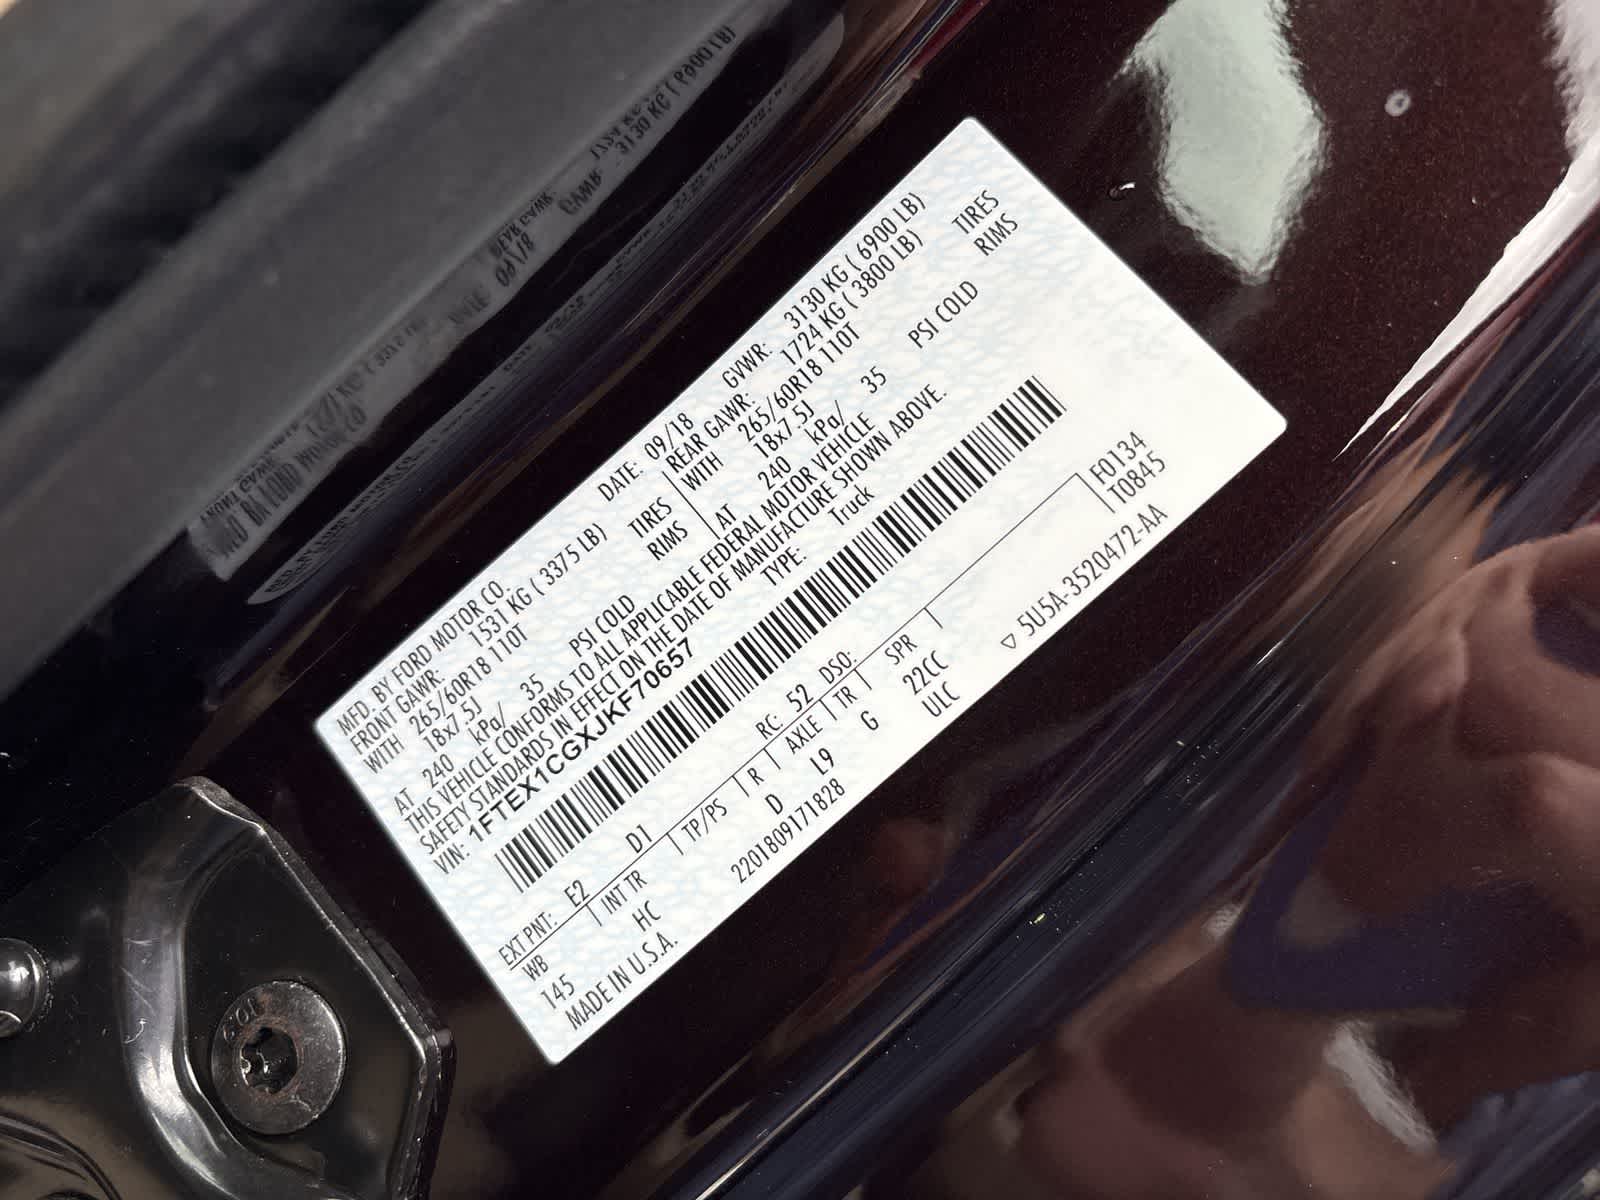 MFD. BY FORD MOTOR CO. DATE: 09/18 GVWR: 3130 KG ( 6900 LB)
FRONT GAWR: 1531 KG ( 3375 LB) REAR GAWR: 1724 KG ( 3800 LB)
WITH 265/60R18 110T TIRES WITH 265/60R18 110T TIRES
18x7.5J RIMS 18x7.5J RIMS
AT 240 kPa/ 35 PSI COLD AT 240 kPa/ 35 PSI COLD
THIS VEHICLE CONFORMS TO ALL APPLICABLE FEDERAL MOTOR VEHICLE
SAFETY STANDARDS IN EFFECT ON THE DATE OF MANUFACTURE SHOWN ABOVE.
VIN: 1FTEX1CGXJKF70657 TYPE: Truck
EXT PNT: E2 D1 RC: 52 DSO: F0134
WB INT TR TP/PS R AXLE TR SPR T0845
145 HC D L9 G 22CC
MADE IN U.S.A. 2201809171828 ULC ▽ 5U5A-3520472-AA